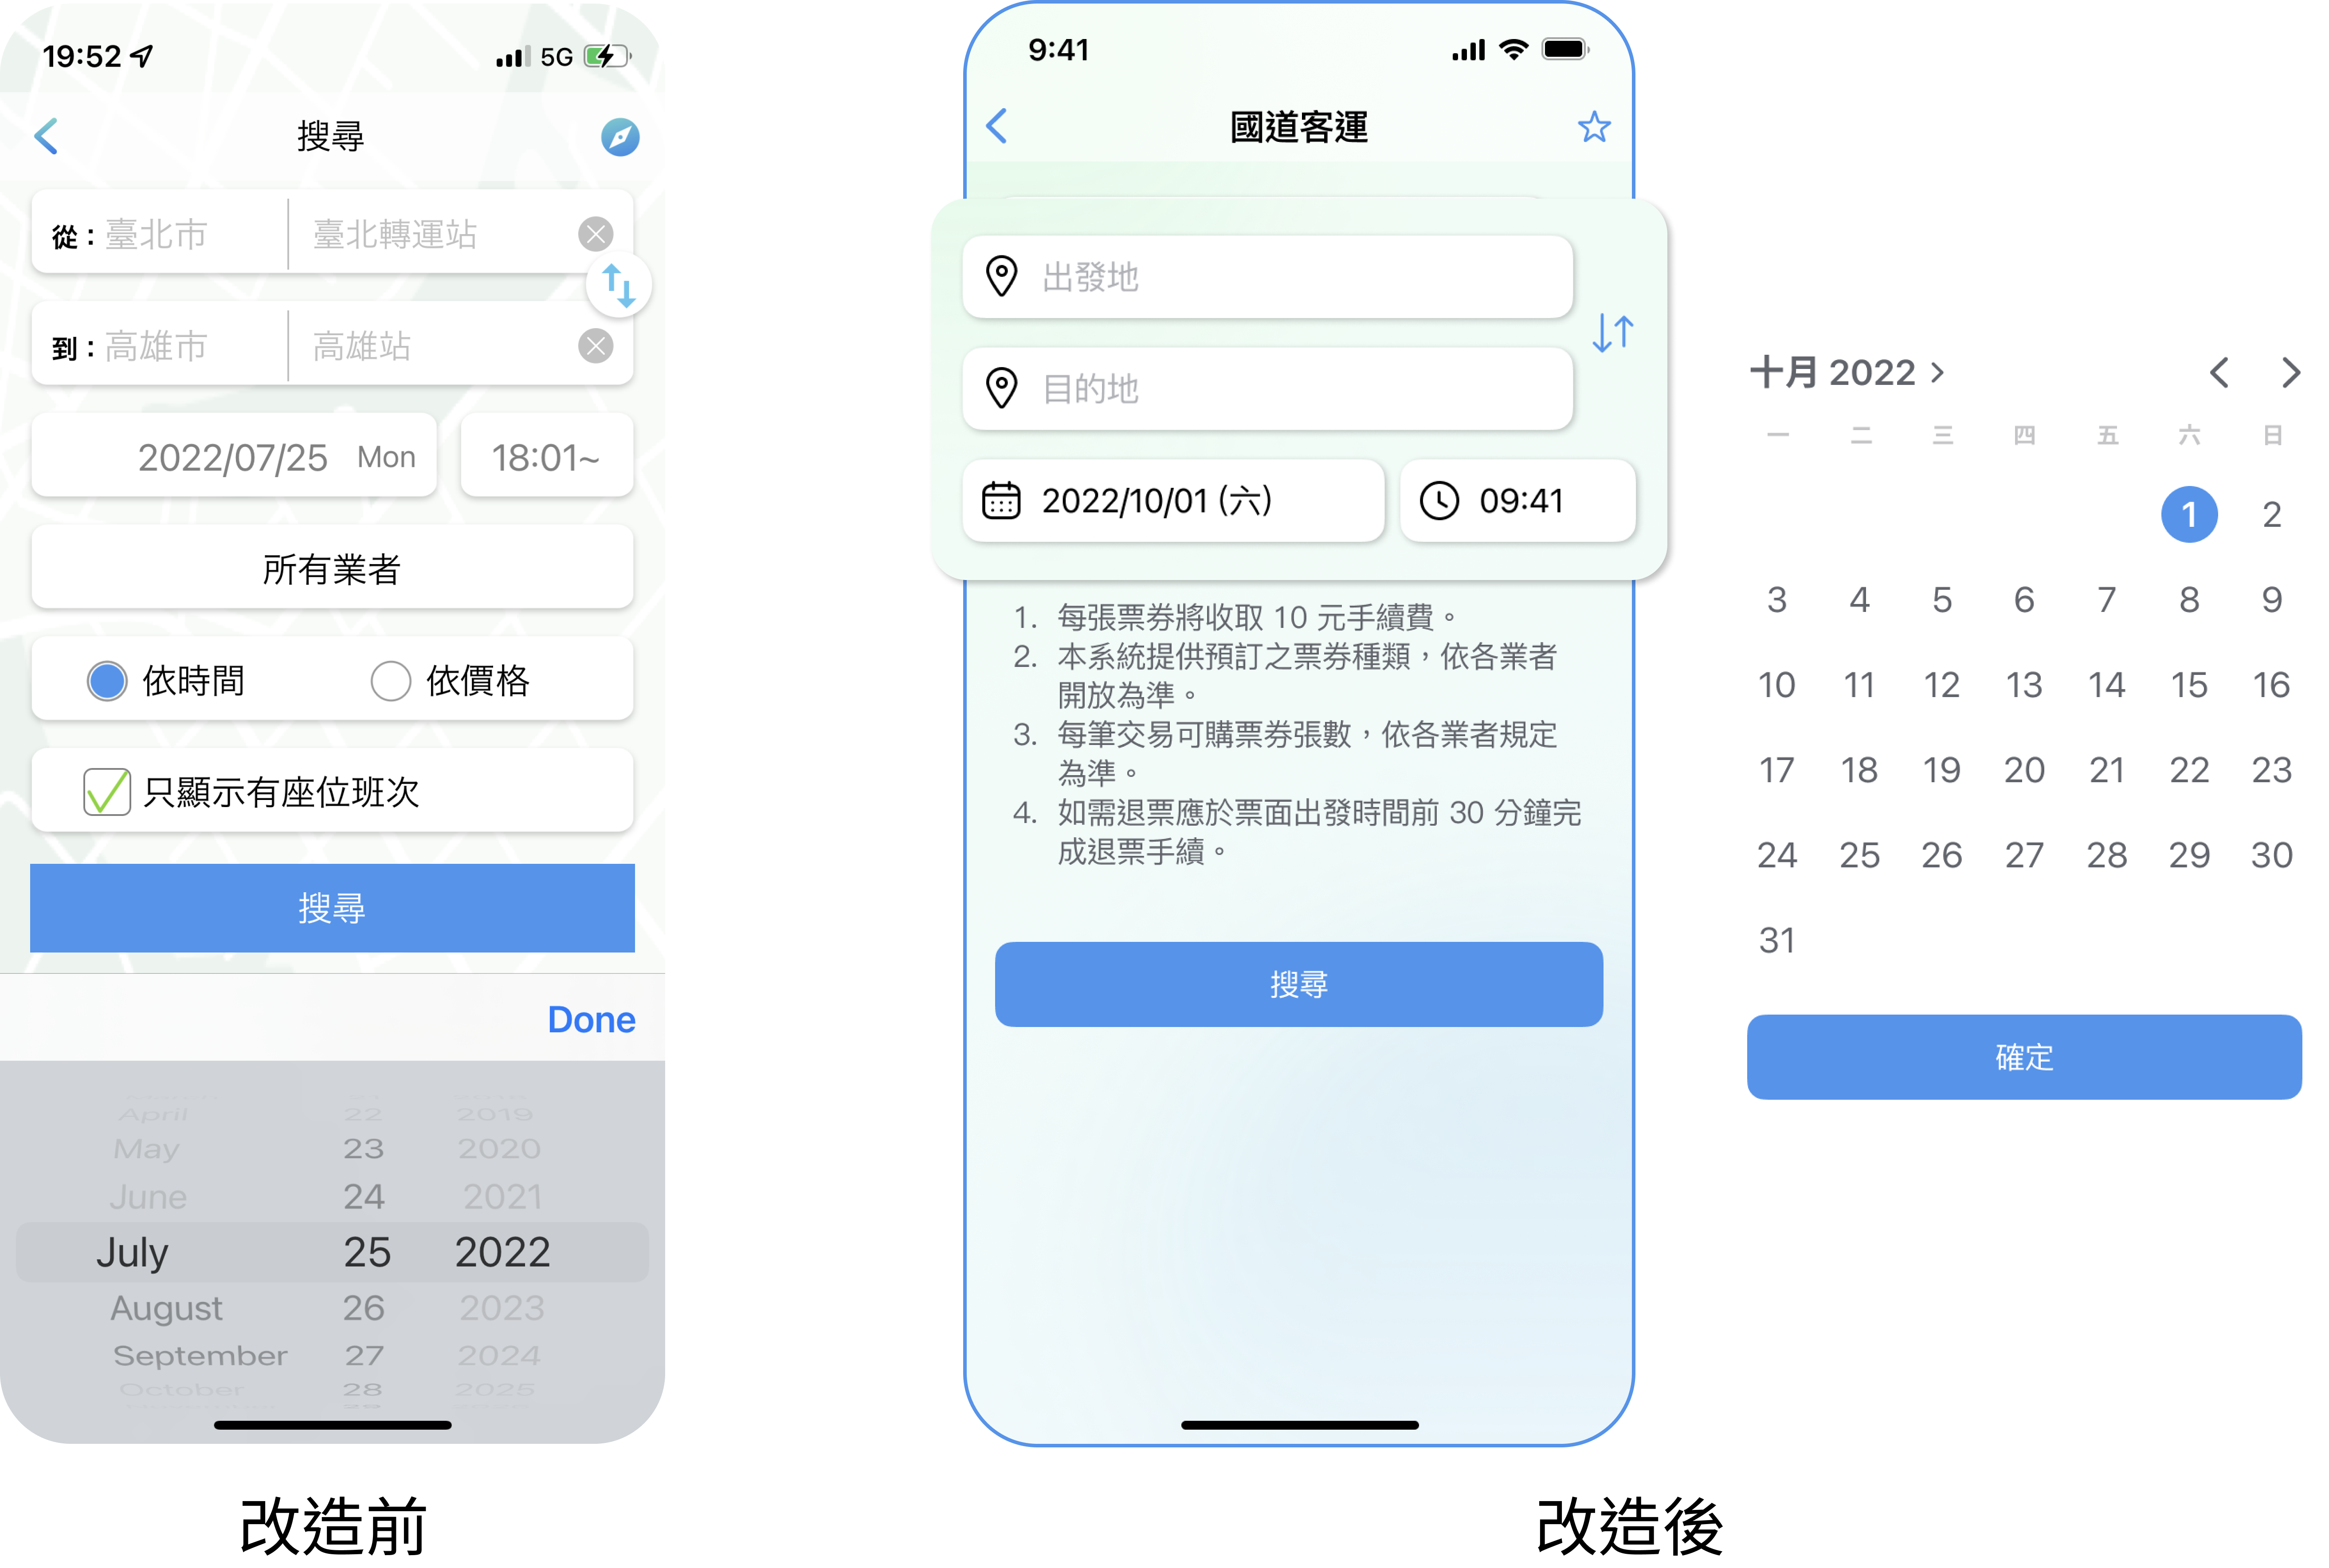 19:52
5G
搜尋
從：臺北市 臺北轉運站
到：高雄市 高雄站
2022/07/25 Mon 18:01~
所有業者
依時間 依價格
只顯示有座位班次
搜尋
Done
April 22 2019
May 23 2020
June 24 2021
July 25 2022
August 26 2023
September 27 2024
October 28 2025
改造前
9:41
國道客運
出發地
目的地
2022/10/01 (六) 09:41
1. 每張票券將收取 10 元手續費。
2. 本系統提供預訂之票券種類，依各業者
開放為準。
3. 每筆交易可購票券張數，依各業者規定
為準。
4. 如需退票應於票面出發時間前 30 分鐘完
成退票手續。
搜尋
十月 2022
一 二 三 四 五 六 日
1 2
3 4 5 6 7 8 9
10 11 12 13 14 15 16
17 18 19 20 21 22 23
24 25 26 27 28 29 30
31
確定
改造後